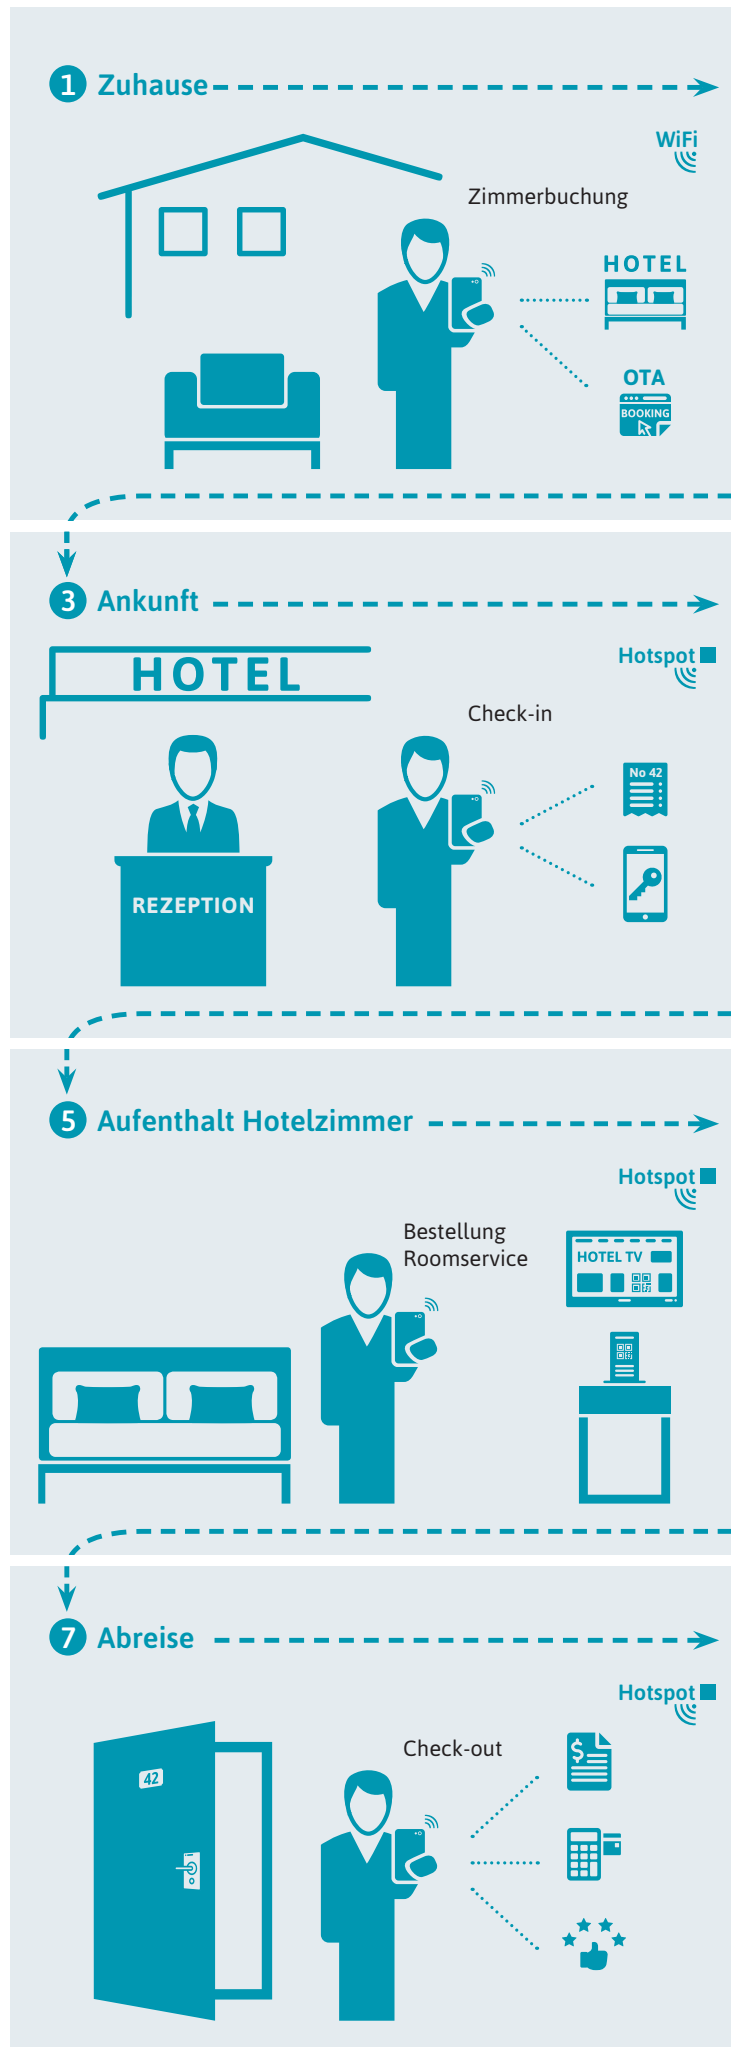 1 Zuhause
WiFi
Zimmerbuchung
HOTEL
OTA
BOOKING
3 Ankunft
Hotspot
HOTEL
Check-in
No 42
REZEPTION
5 Aufenthalt Hotelzimmer
Hotspot
Bestellung
Roomservice
HOTEL TV
7 Abreise
Hotspot
Check-out
$
42